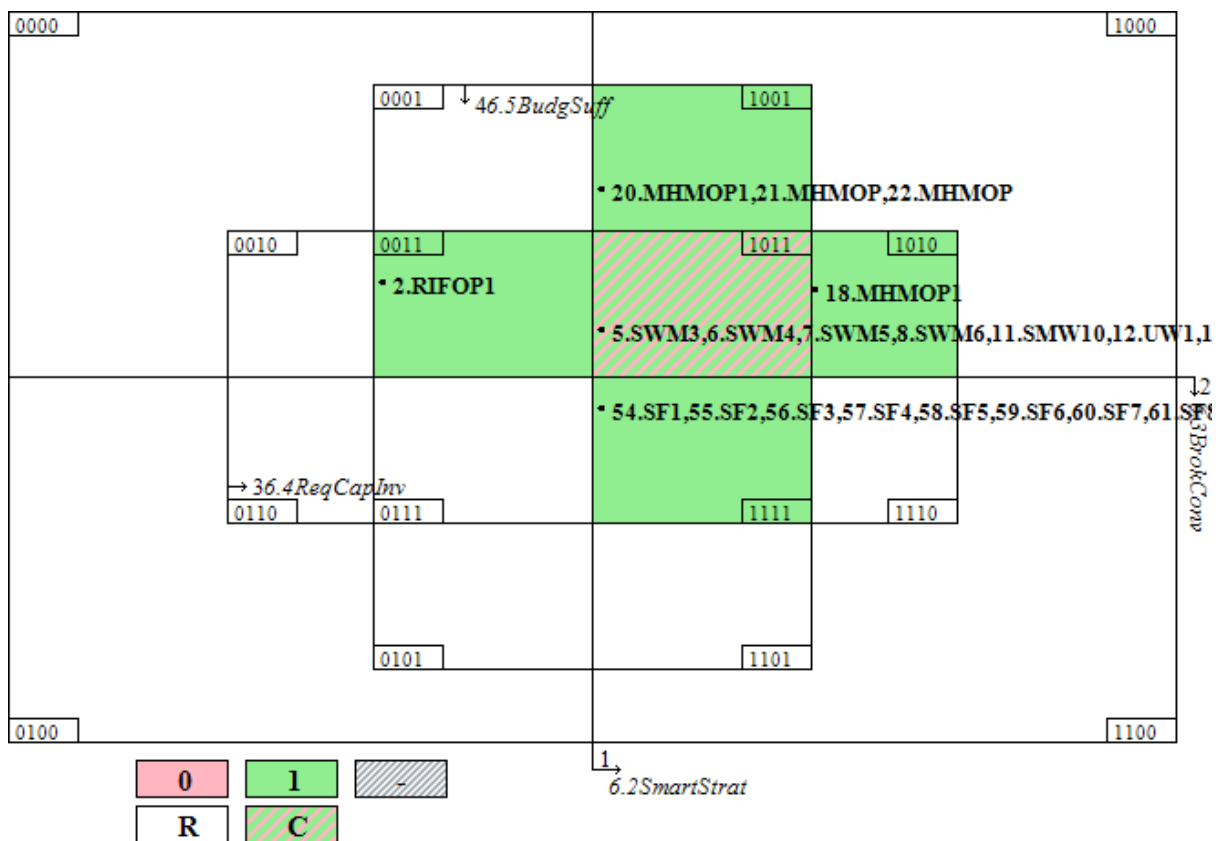 0000 1000
0001 1001
46.5BudgSuff
20.MHMOP1,21.MHMOP,22.MHMOP
0010 0011 1011 1010
2.RIFOP1
18.MHMOP1
5.SWM3,6.SWM4,7.SWM5,8.SWM6,11.SMW10,12.UW1,1
2
54.SF1,55.SF2,56.SF3,57.SF4,58.SF5,59.SF6,60.SF7,61.SF8
3BrokConv
36.4ReqCapInv
0110 0111 1111 1110
0101 1101
0100 1100
1
6.2SmartStrat
0 1 -
R C